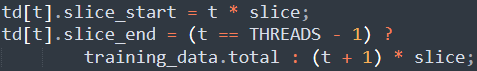 td[t].slice_start = t * slice;
td[t].slice_end = (t == THREADS - 1) ?
        training_data.total : (t + 1) * slice;